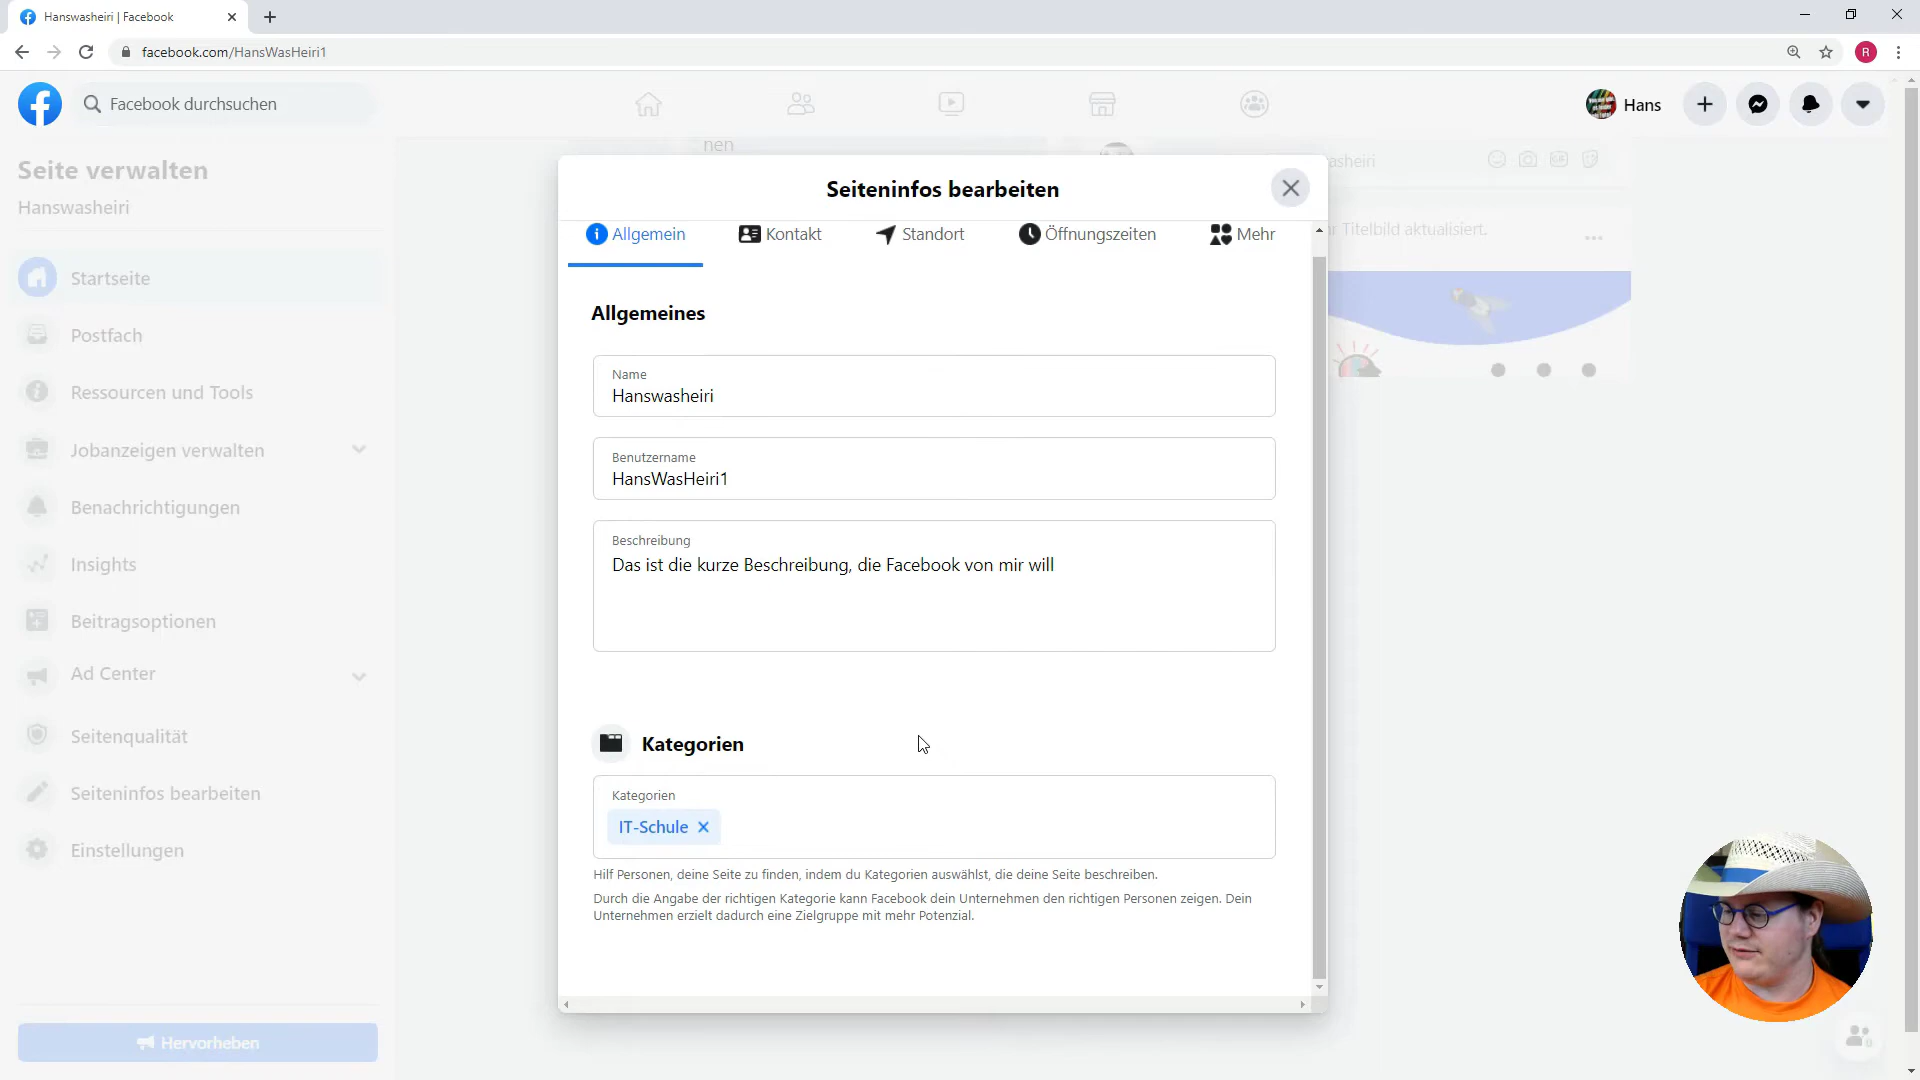 Hanswasheiri | Facebook
facebook.com/HansWasHeiri1
R
Facebook durchsuchen
Hans
Seite verwalten
Hanswasheiri
Startseite
Postfach
Ressourcen und Tools
Jobanzeigen verwalten
Benachrichtigungen
Insights
Beitragsoptionen
Ad Center
Seitenqualität
Seiteninfos bearbeiten
Einstellungen
Hervorheben
nen
asheiri
r Titelbild aktualisiert.
Seiteninfos bearbeiten
Allgemein
Kontakt
Standort
Öffnungszeiten
Mehr
Allgemeines
Name
Hanswasheiri
Benutzername
HansWasHeiri1
Beschreibung
Das ist die kurze Beschreibung, die Facebook von mir will
Kategorien
Kategorien
IT-Schule
Hilf Personen, deine Seite zu finden, indem du Kategorien auswählst, die deine Seite beschreiben.
Durch die Angabe der richtigen Kategorie kann Facebook dein Unternehmen den richtigen Personen zeigen. Dein
Unternehmen erzielt dadurch eine Zielgruppe mit mehr Potenzial.